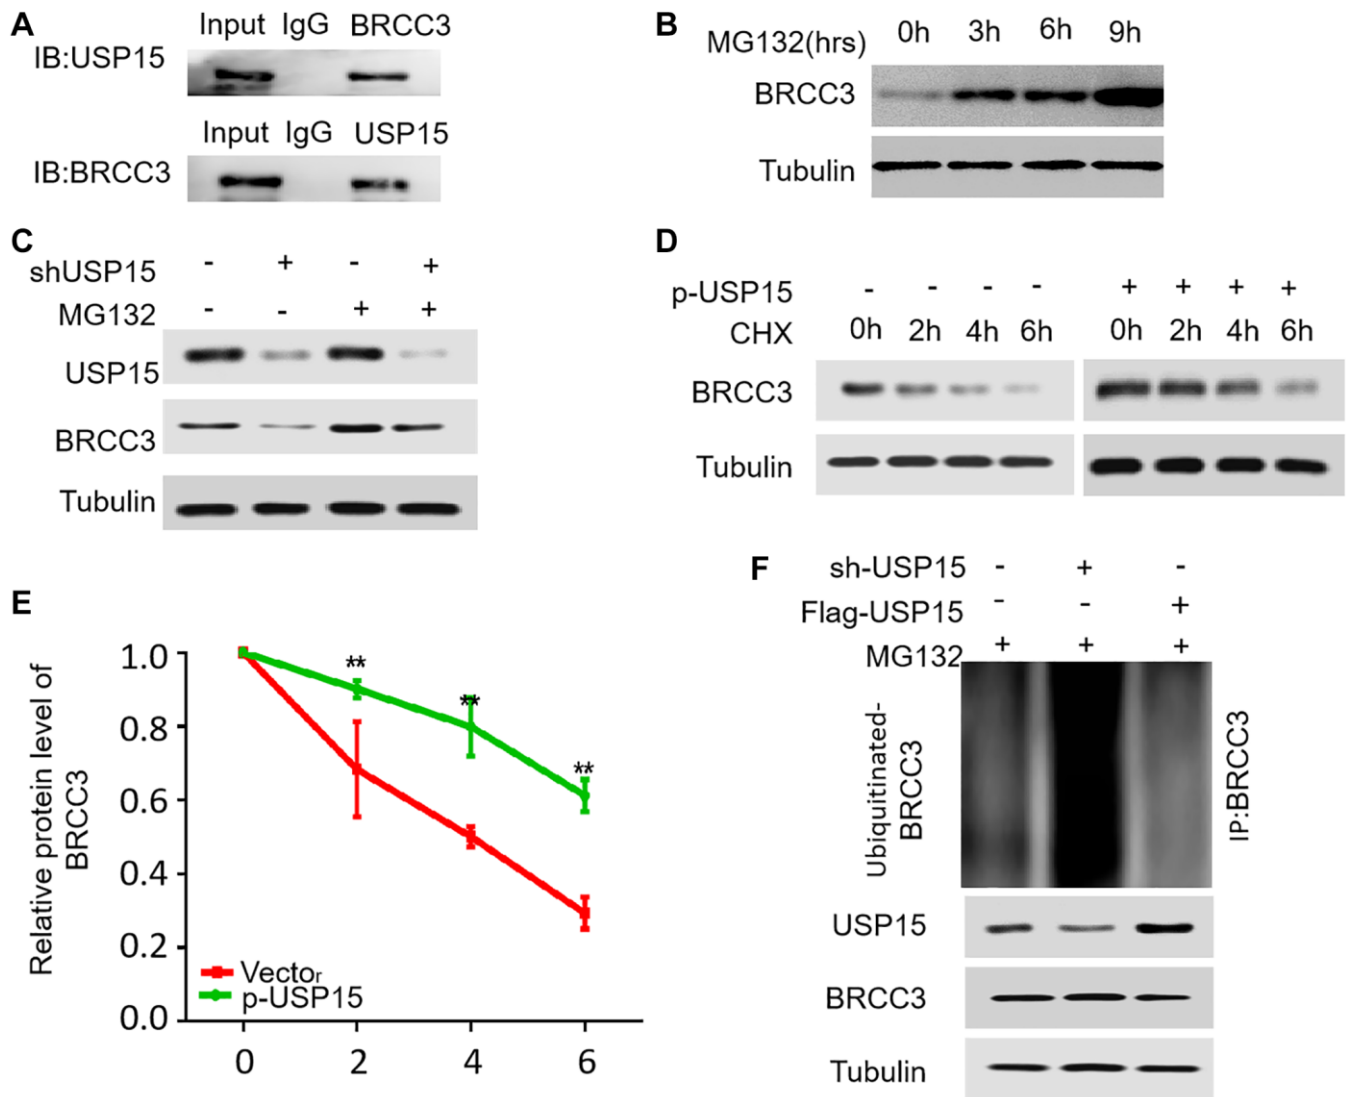 A
Input IgG BRCC3
IB:USP15
Input IgG USP15
IB:BRCC3
B
MG132(hrs) 0h 3h 6h 9h
BRCC3
Tubulin
C
shUSP15 - + - +
MG132 - - + +
USP15
BRCC3
Tubulin
D
p-USP15 - - - - + + + +
CHX 0h 2h 4h 6h 0h 2h 4h 6h
BRCC3
Tubulin
E
Relative protein level of
BRCC3
1.0
0.8
0.6
0.4
0.2
0.0
** ** **
Vector
p-USP15
0 2 4 6
F
sh-USP15 - + -
Flag-USP15 - - +
MG132 + + +
Ubiquitinated-
BRCC3
IP:BRCC3
USP15
BRCC3
Tubulin